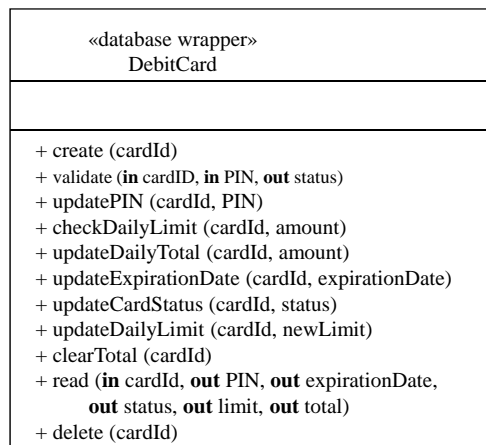 «database wrapper»
DebitCard
+ create (cardId)
+ validate (in cardID, in PIN, out status)
+ updatePIN (cardId, PIN)
+ checkDailyLimit (cardId, amount)
+ updateDailyTotal (cardId, amount)
+ updateExpirationDate (cardId, expirationDate)
+ updateCardStatus (cardId, status)
+ updateDailyLimit (cardId, newLimit)
+ clearTotal (cardId)
+ read (in cardId, out PIN, out expirationDate,
out status, out limit, out total)
+ delete (cardId)